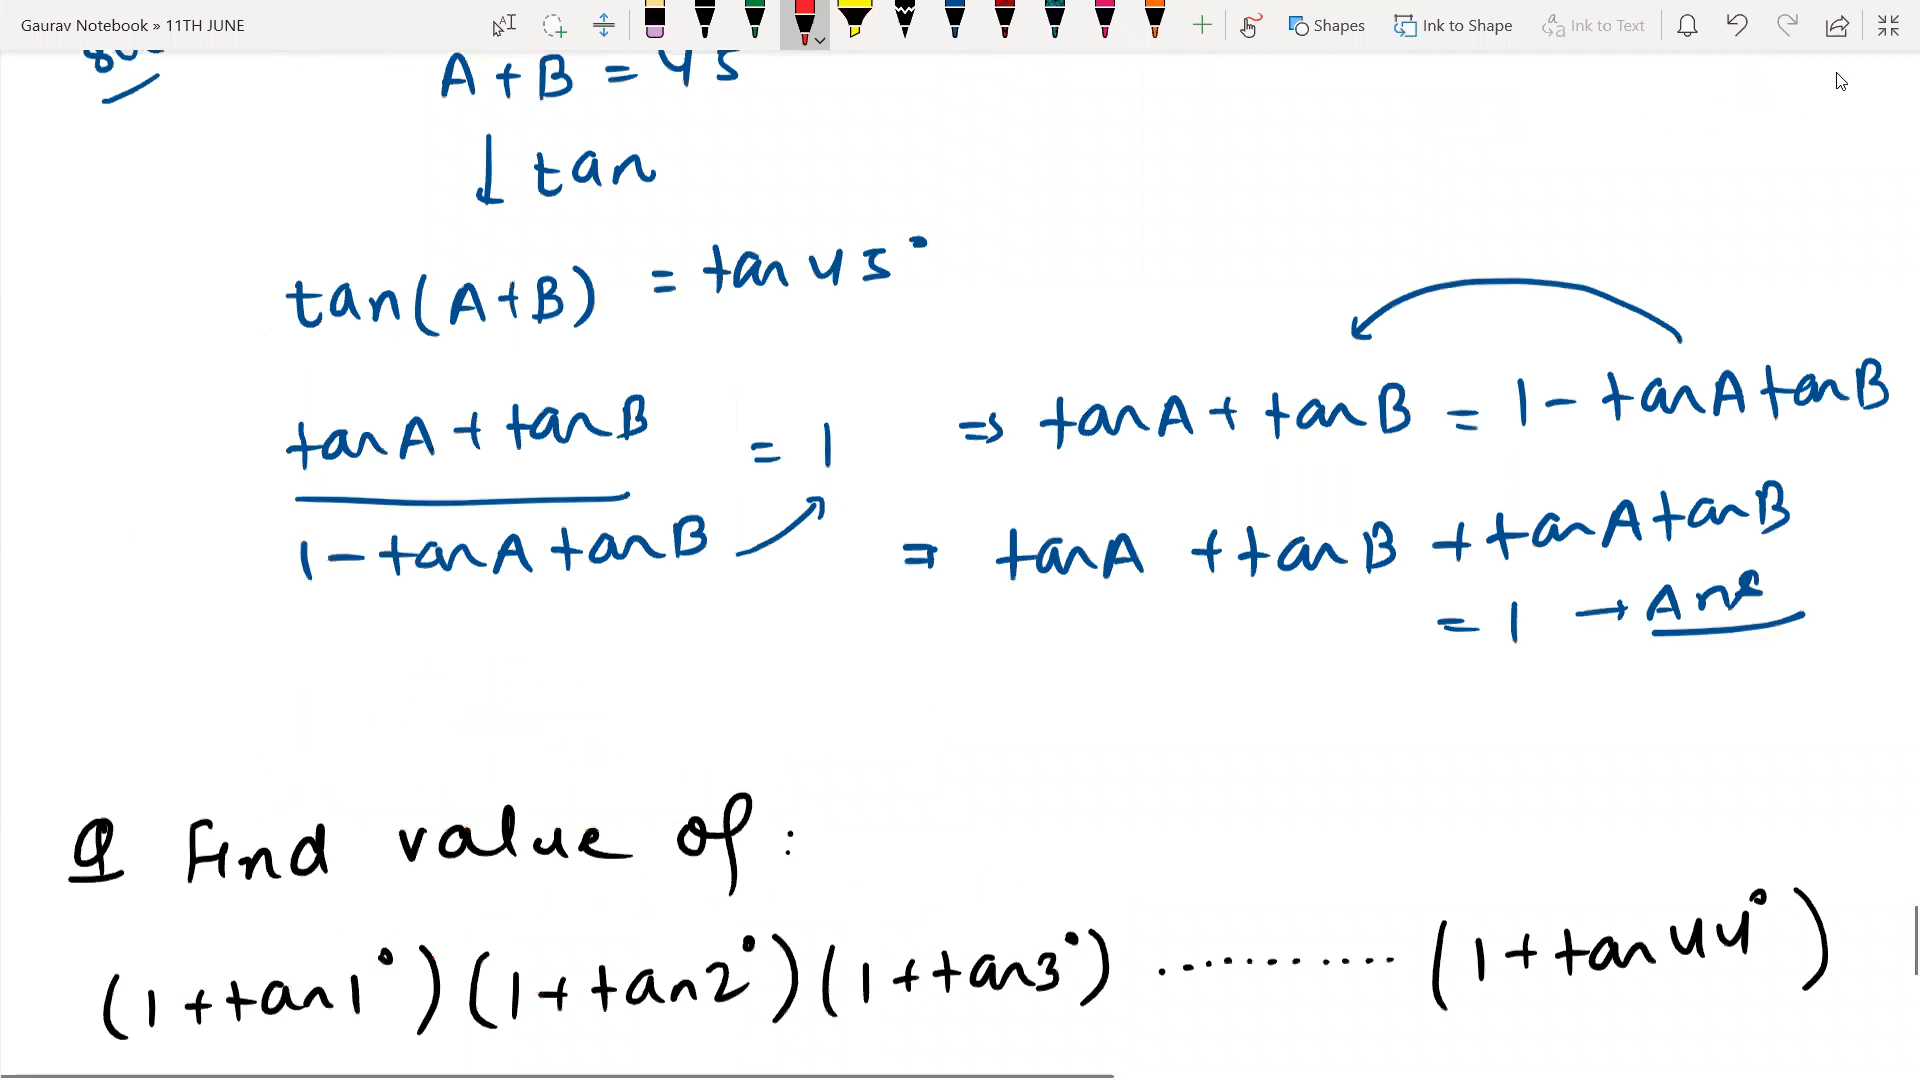 Gaurav Notebook » 11TH JUNE
Shapes
Ink to Shape
Ink to Text
A + B = 45
↓ tan
tan(A+B) = tan 45°
tanA + tanB / 1 - tanA tanB = 1
⇒ tanA + tanB = 1 - tanA tanB
= tanA + tanB + tanA tanB
= 1 → Ans
Q Find value of :
(1 + tan1°)(1 + tan2°)(1 + tan3°) ............ (1 + tan44°)